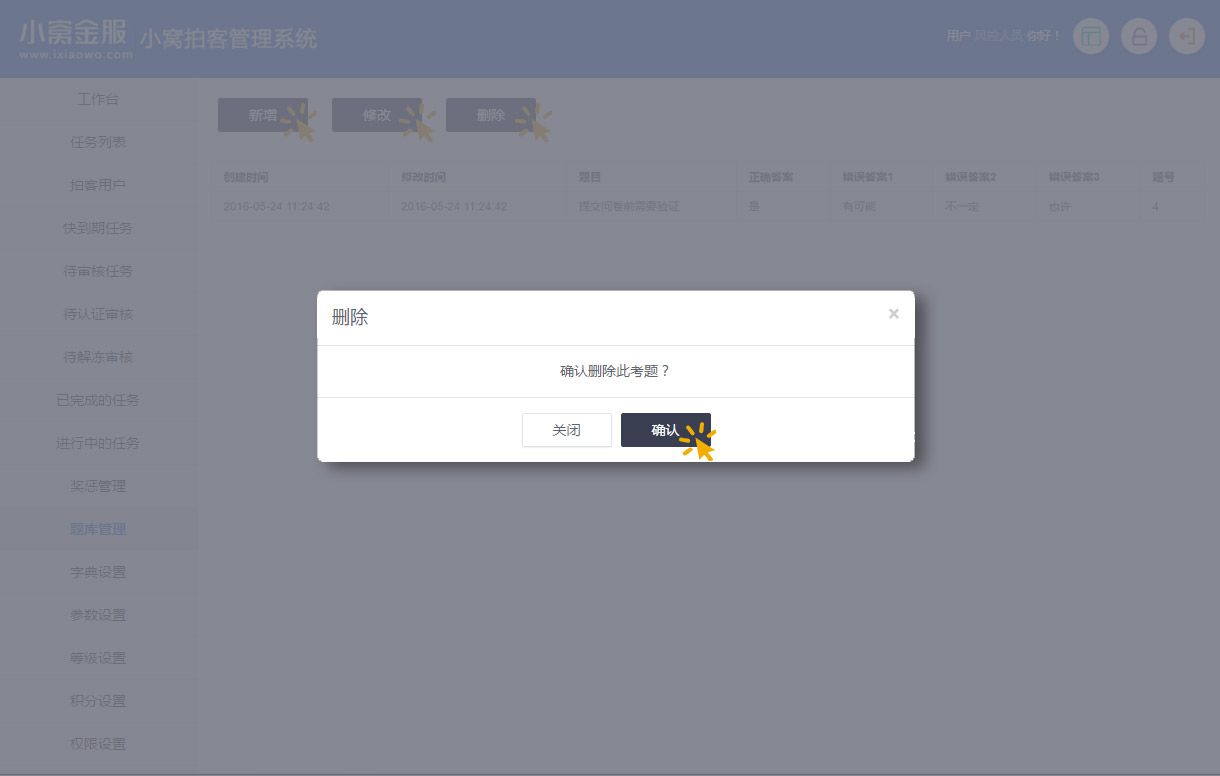 小窝金服
www.ixiaowo.com
小窝拍客管理系统
用户 风控人员 你好！
工作台
任务列表
拍客用户
快到期任务
待审核任务
待认证审核
待解冻审核
已完成的任务
进行中的任务
奖惩管理
题库管理
字典设置
参数设置
等级设置
积分设置
权限设置
新增 修改 删除
创建时间 修改时间 题目 正确答案 错误答案1 错误答案2 错误答案3 题号
2016-05-24 11:24:42 2016-05-24 11:24:42 提交问卷前需要验证 是 有可能 不一定 也许 4
删除 ×
确认删除此考题？
关闭 确认